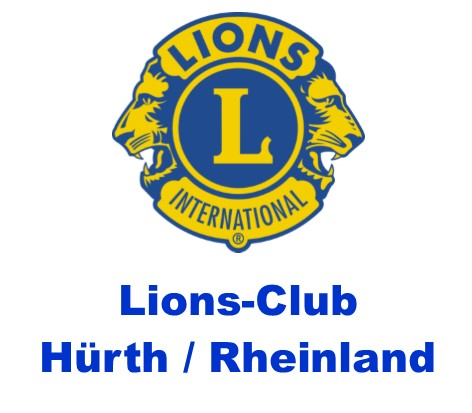 LIONS
L
INTERNATIONAL
®
Lions-Club
Hürth / Rheinland